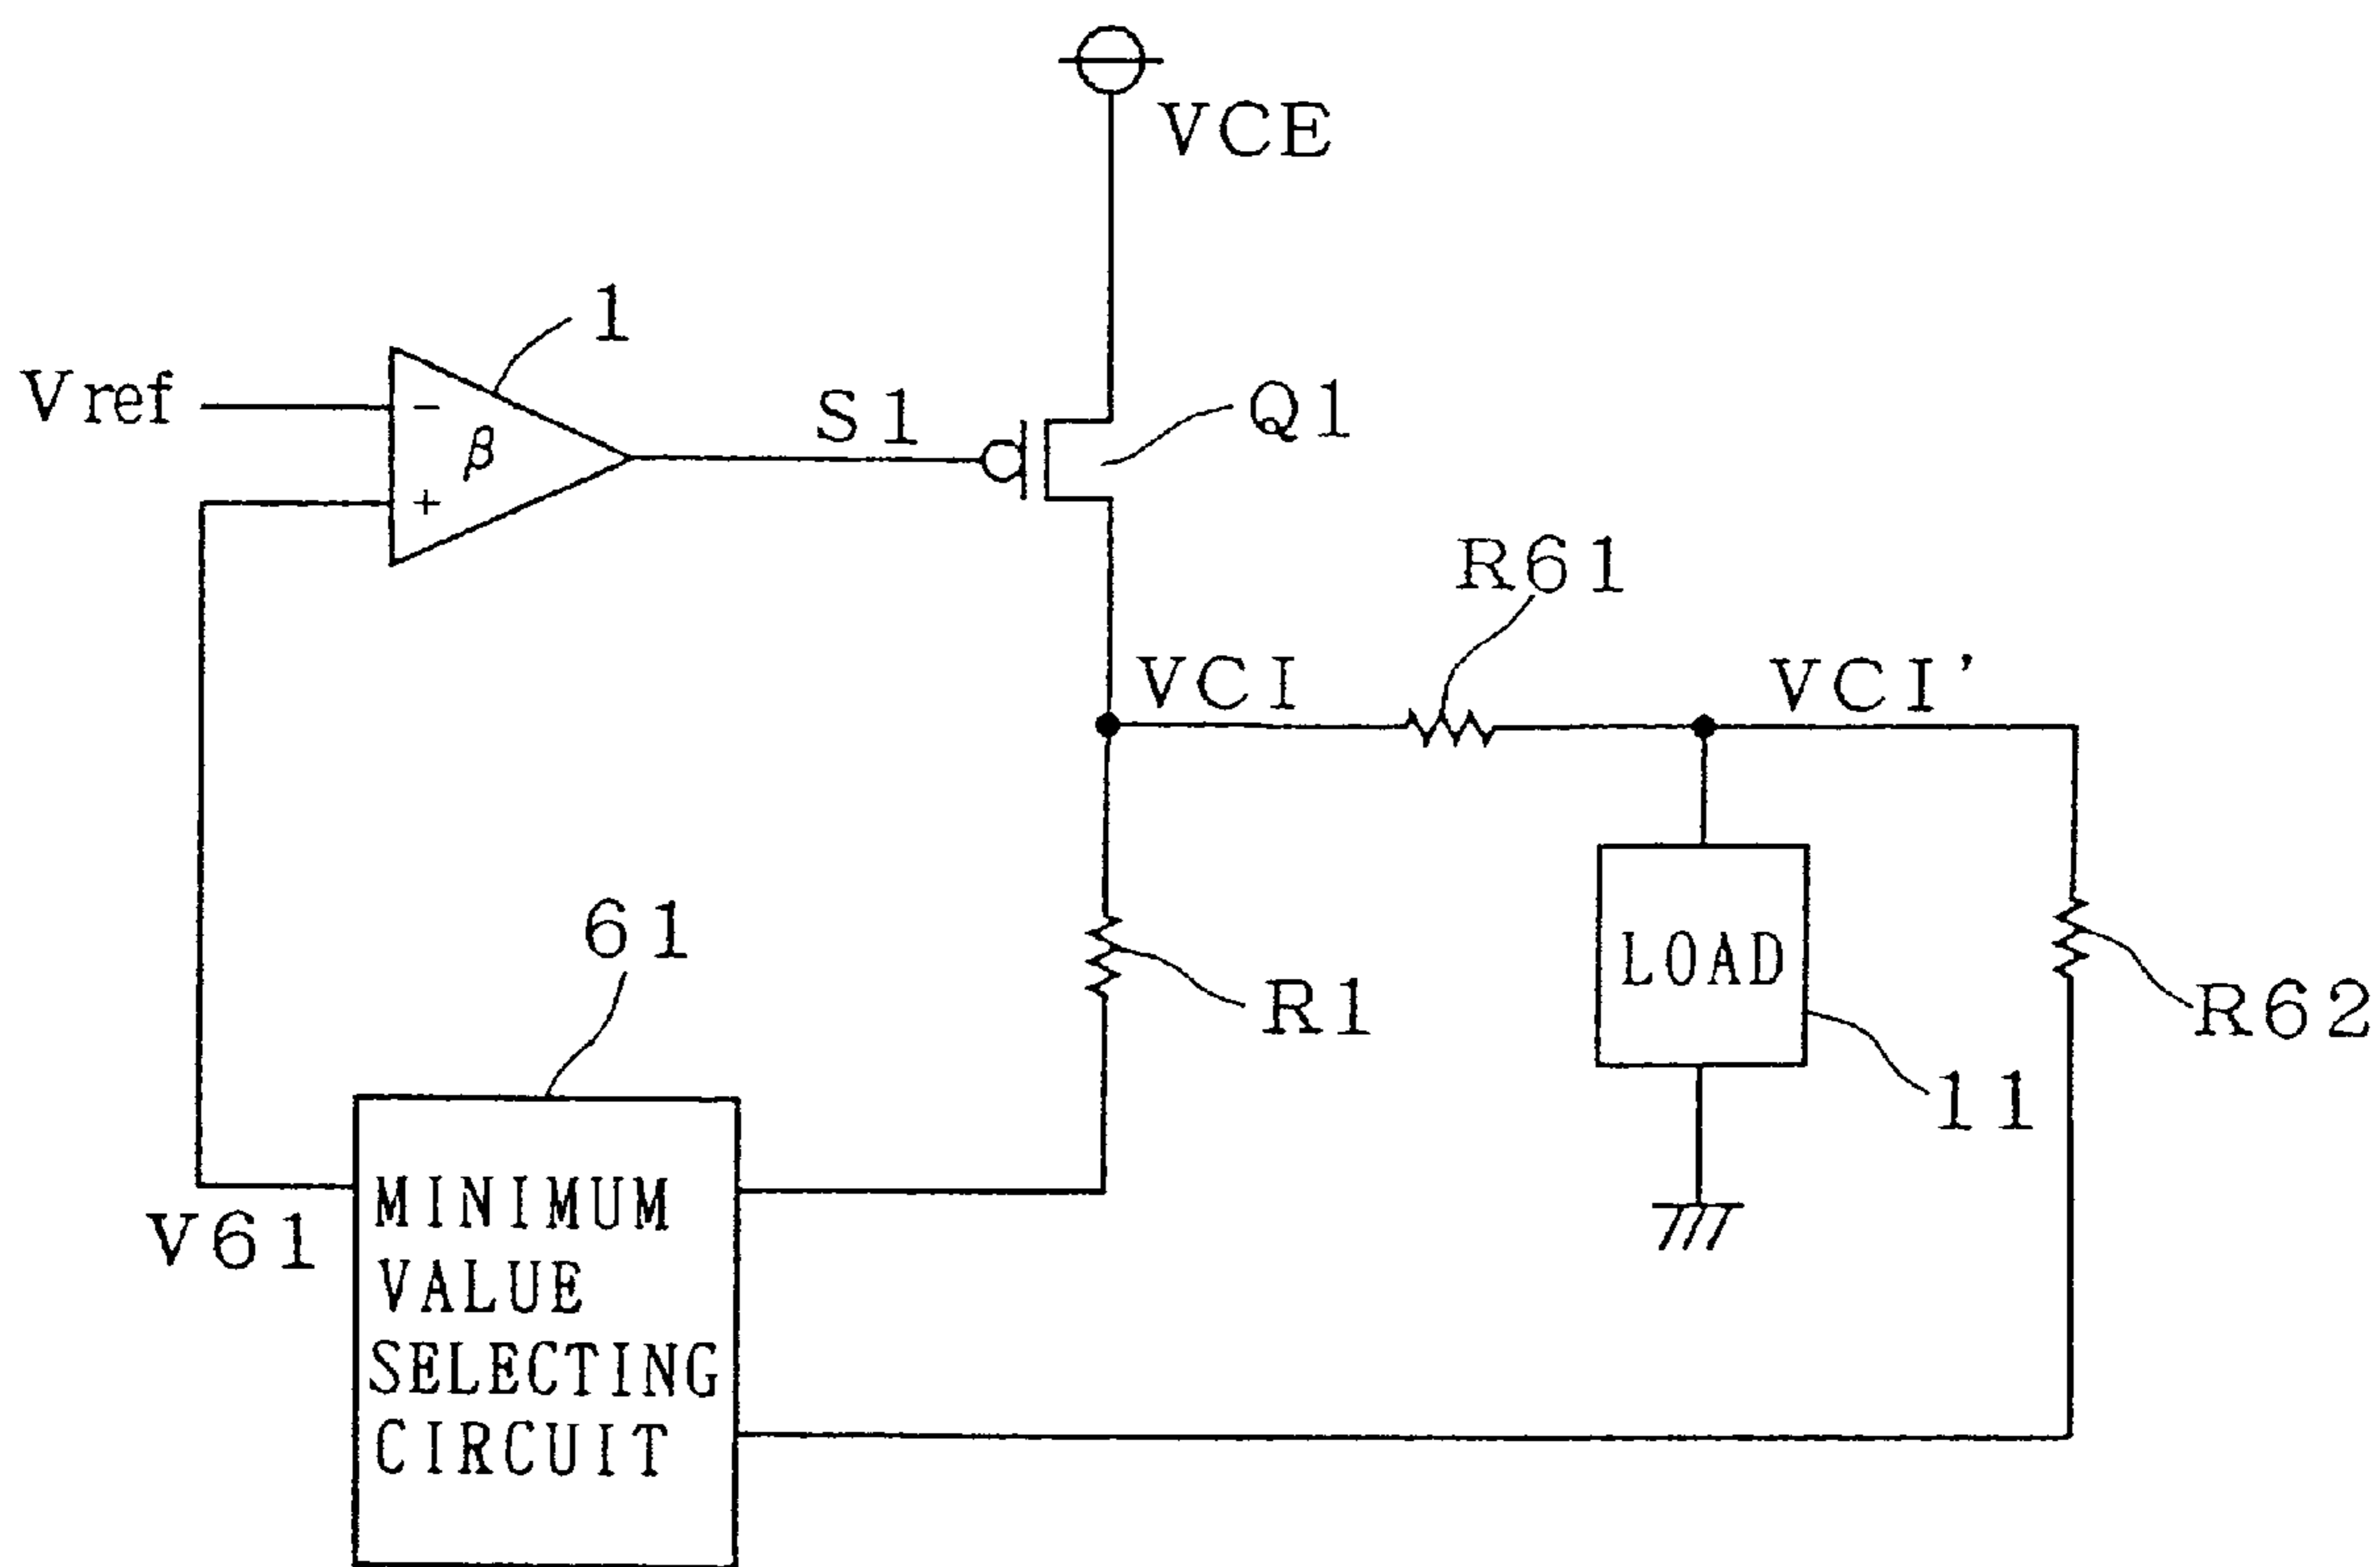 VCE
1
Vref
-
β
+
S1
Q1
R61
VCI
VCI'
61
LOAD
R1
R62
11
V61
MINIMUM
VALUE
SELECTING
CIRCUIT